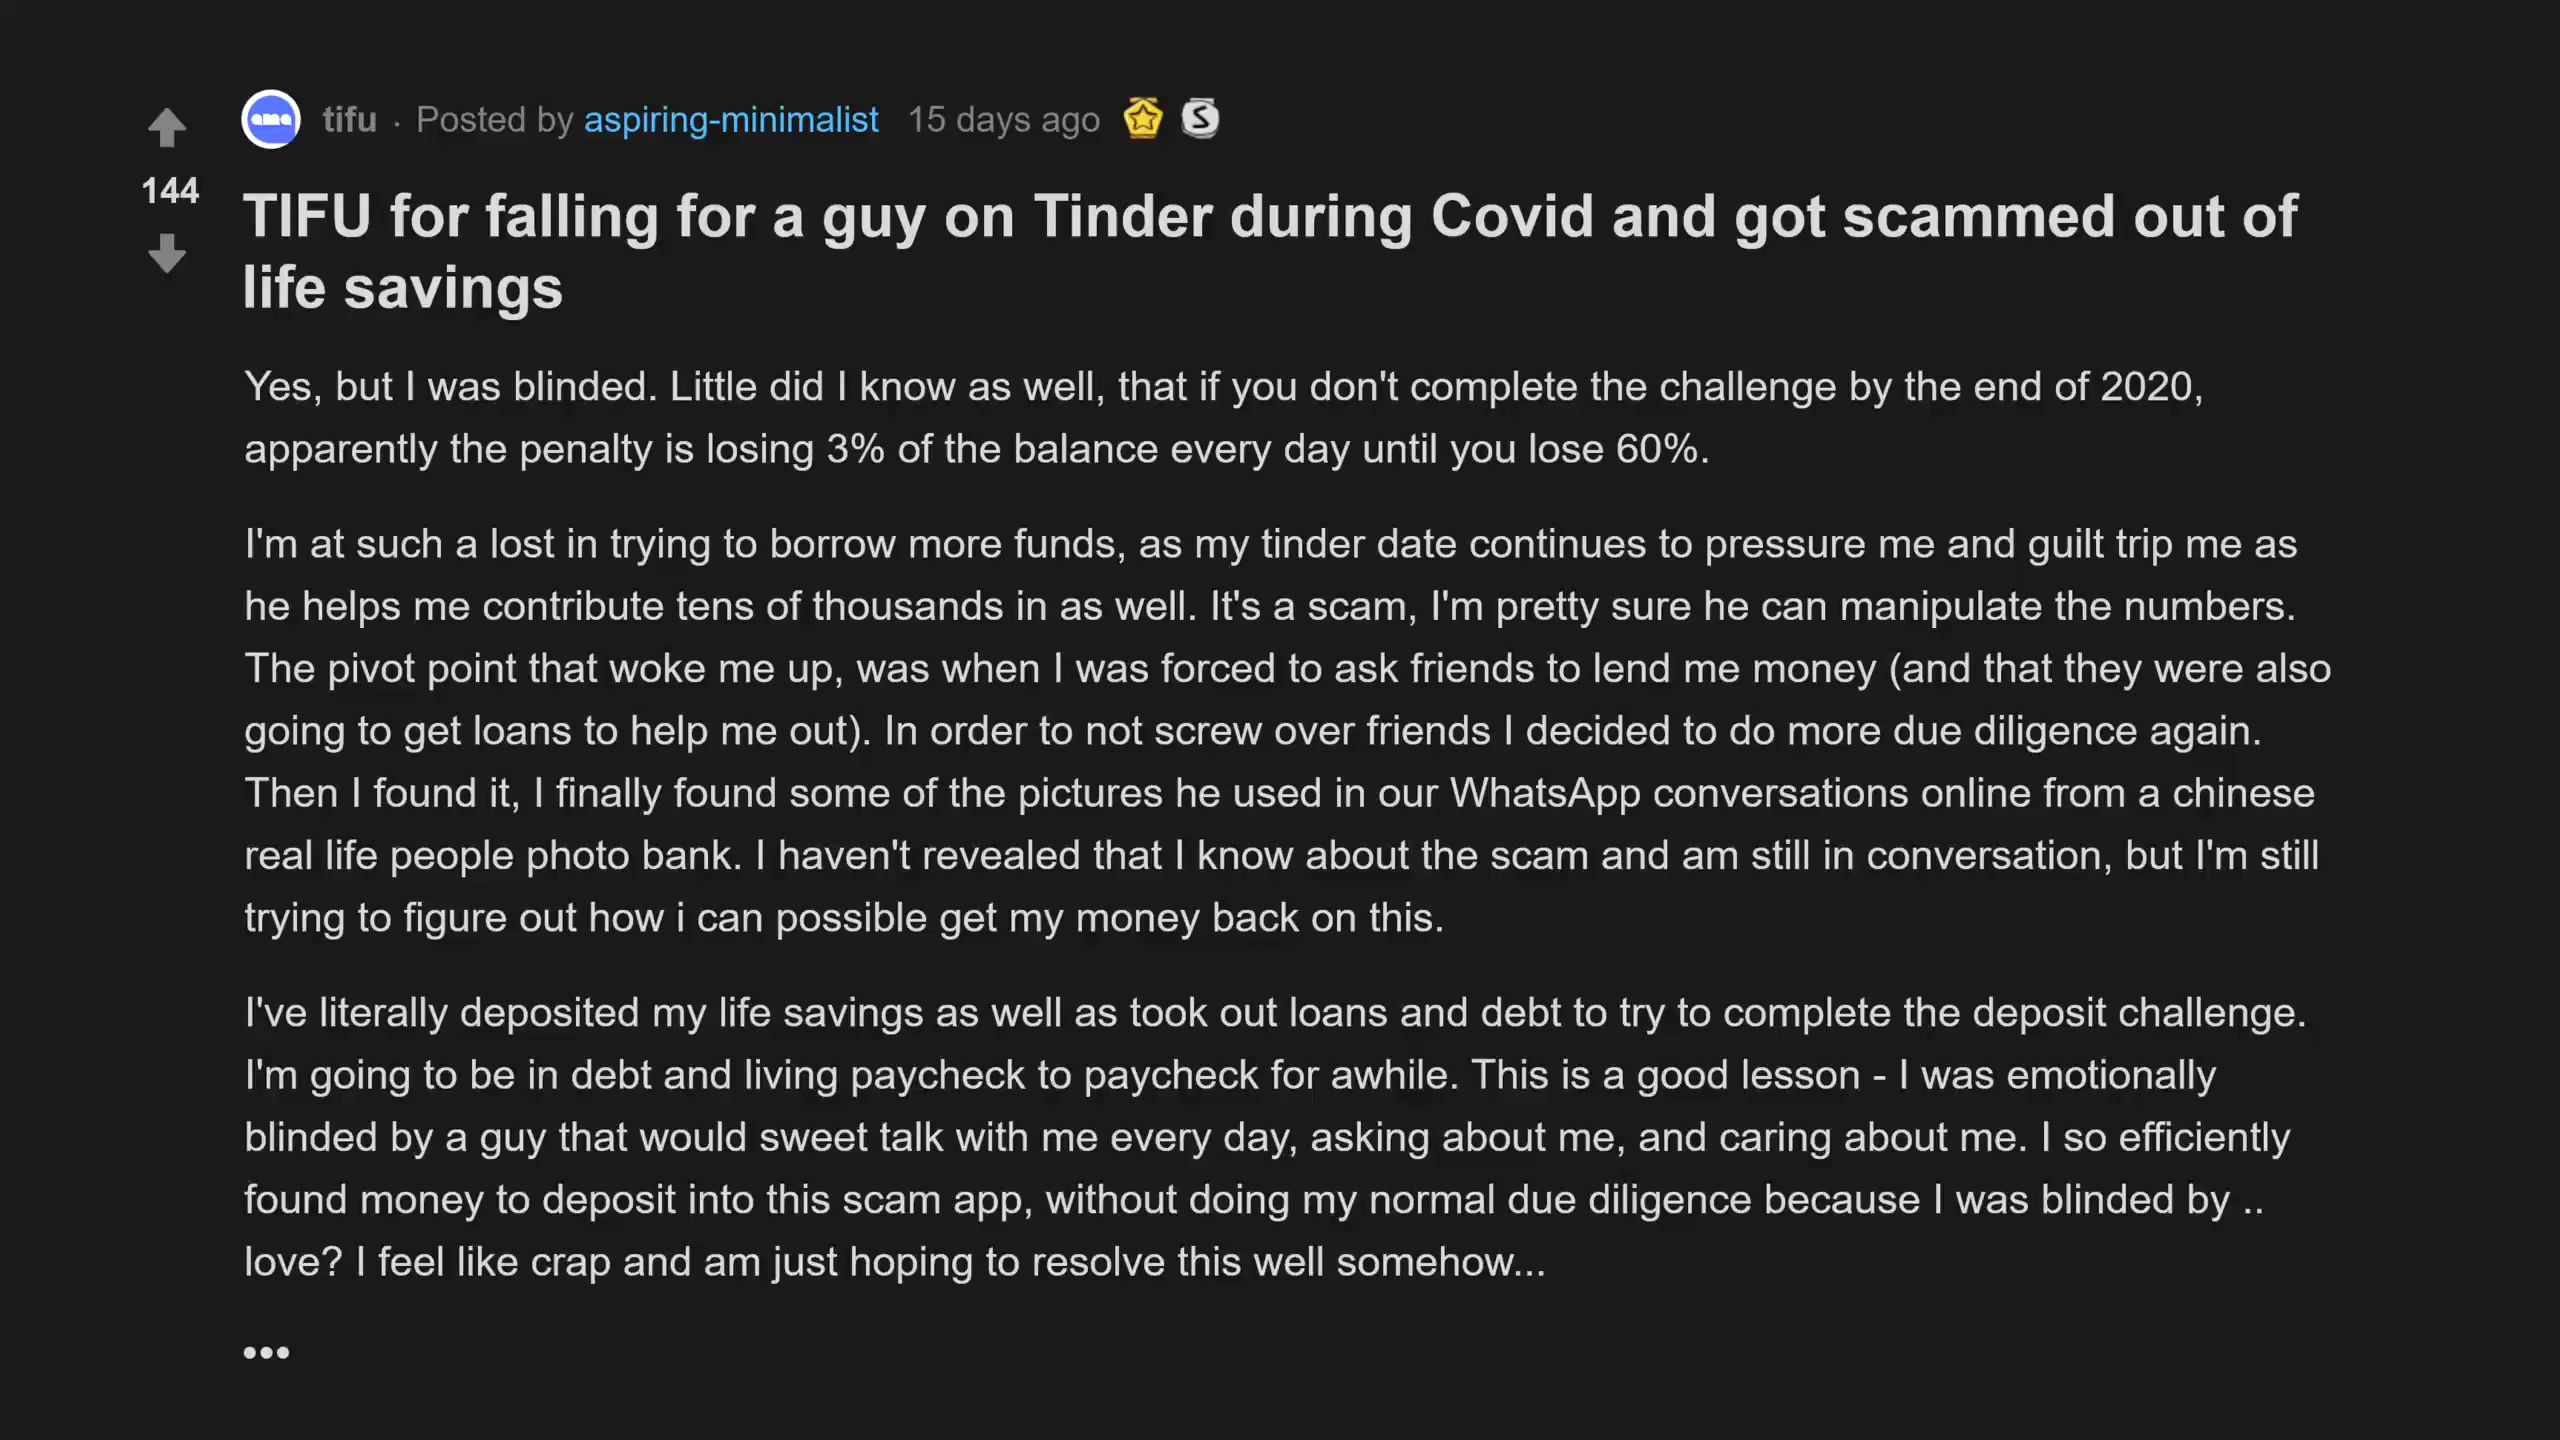 tifu · Posted by aspiring-minimalist 15 days ago
144
TIFU for falling for a guy on Tinder during Covid and got scammed out of
life savings
Yes, but I was blinded. Little did I know as well, that if you don't complete the challenge by the end of 2020,
apparently the penalty is losing 3% of the balance every day until you lose 60%.
I'm at such a lost in trying to borrow more funds, as my tinder date continues to pressure me and guilt trip me as
he helps me contribute tens of thousands in as well. It's a scam, I'm pretty sure he can manipulate the numbers.
The pivot point that woke me up, was when I was forced to ask friends to lend me money (and that they were also
going to get loans to help me out). In order to not screw over friends I decided to do more due diligence again.
Then I found it, I finally found some of the pictures he used in our WhatsApp conversations online from a chinese
real life people photo bank. I haven't revealed that I know about the scam and am still in conversation, but I'm still
trying to figure out how i can possible get my money back on this.
I've literally deposited my life savings as well as took out loans and debt to try to complete the deposit challenge.
I'm going to be in debt and living paycheck to paycheck for awhile. This is a good lesson - I was emotionally
blinded by a guy that would sweet talk with me every day, asking about me, and caring about me. I so efficiently
found money to deposit into this scam app, without doing my normal due diligence because I was blinded by ..
love? I feel like crap and am just hoping to resolve this well somehow...
•••